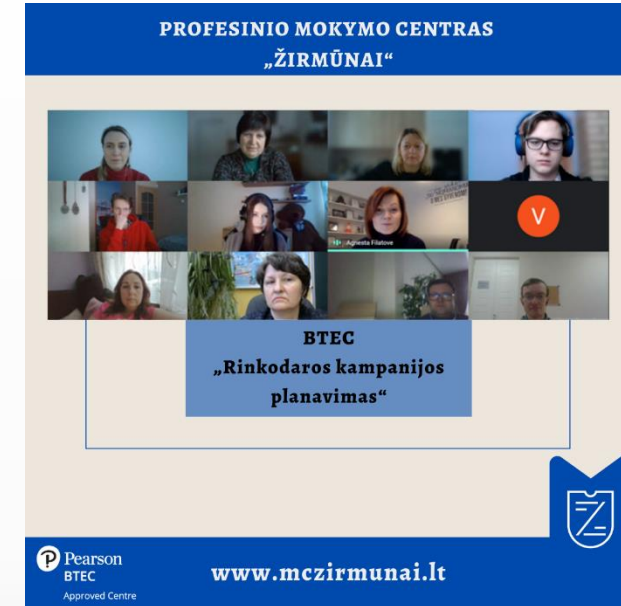 PROFESINIO MOKYMO CENTRAS
„ŽIRMŪNAI“
V
Agnesta Filatove
BTEC
„Rinkodaros kampanijos
planavimas“
Pearson
BTEC
Approved Centre
www.mczirmunai.lt